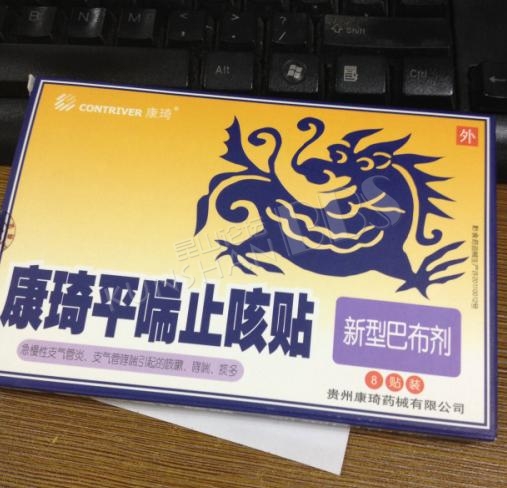 Shift
Alt
Ctrl
CONTRIVER 康琦®
外
康琦平喘止咳贴
新型巴布剂
急慢性支气管炎、支气管哮喘引起的咳嗽、哮喘、痰多
8贴装
贵州康琦药械有限公司